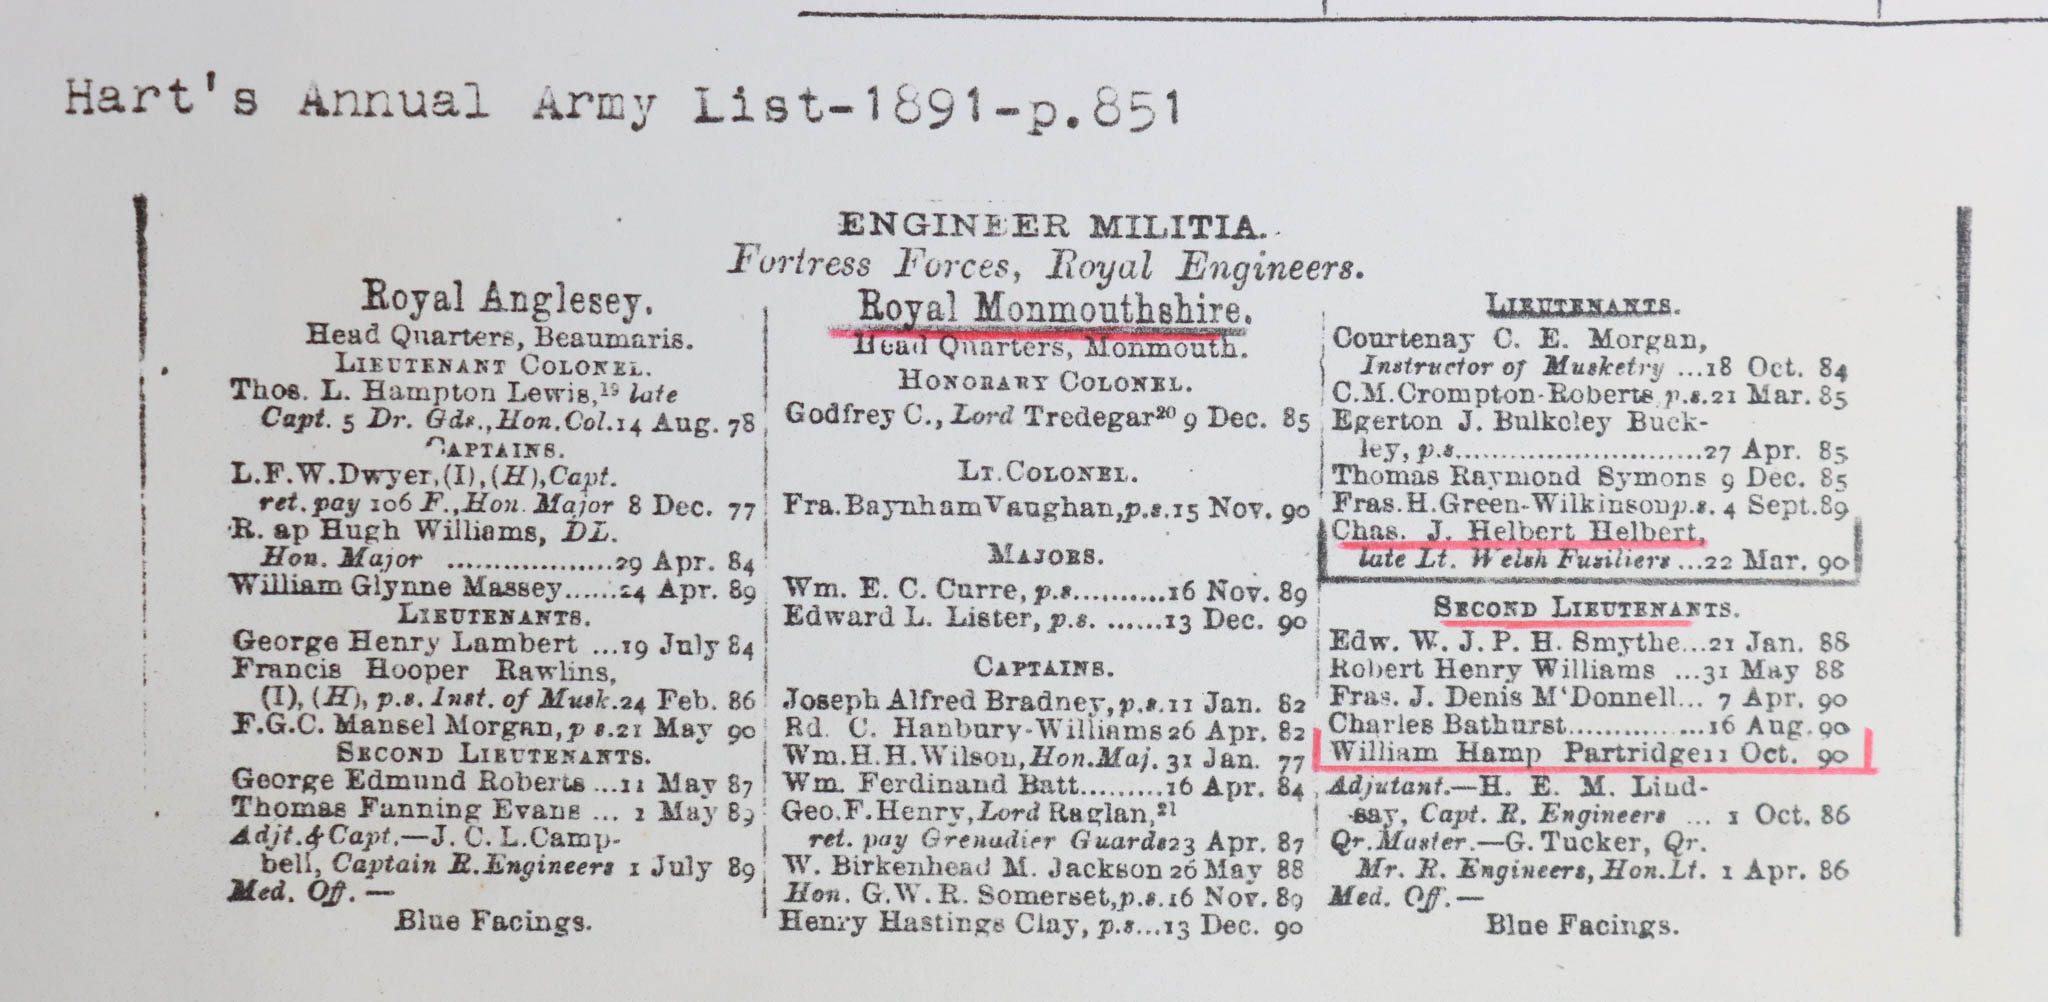 Hart's Annual Army List-1891-p.851
ENGINEER MILITIA.
Fortress Forces, Royal Engineers.
Royal Anglesey.
Head Quarters, Beaumaris.
LIEUTENANT COLONEL.
Thos. L. Hampton Lewis,¹⁹ late
Capt. 5 Dr. Gds., Hon. Col. 14 Aug. 78
CAPTAINS.
L.F.W.Dwyer,(I),(H),Capt.
ret. pay 106 F., Hon. Major 8 Dec. 77
R. ap Hugh Williams, DL.
Hon. Major ..................29 Apr. 84
William Glynne Massey......24 Apr. 89
LIEUTENANTS.
George Henry Lambert ...19 July 84
Francis Hooper Rawlins,
(I), (H), p.s. Inst. of Musk. 24 Feb. 86
F.G.C. Mansel Morgan, p s. 21 May 90
SECOND LIEUTENANTS.
George Edmund Roberts ...11 May 87
Thomas Fanning Evans ... 1 May 89
Adjt. & Capt.—J. C. L. Camp-
bell, Captain R. Engineers 1 July 89
Med. Off.—
Blue Facings.
Royal Monmouthshire.
Head Quarters, Monmouth.
HONORARY COLONEL.
Godfrey C., Lord Tredegar²⁰ 9 Dec. 85
LT. COLONEL.
Fra. Baynham Vaughan, p.s. 15 Nov. 90
MAJORS.
Wm. E. C. Curre, p.s..........16 Nov. 89
Edward L. Lister, p.s. ......13 Dec. 90
CAPTAINS.
Joseph Alfred Bradney, p.s. 11 Jan. 82
Rd. C. Hanbury-Williams 26 Apr. 82
Wm. H. H. Wilson, Hon. Maj. 31 Jan. 77
Wm. Ferdinand Batt.........16 Apr. 84
Geo. F. Henry, Lord Raglan,²¹
ret. pay Grenadier Guards 23 Apr. 87
W. Birkenhead M. Jackson 26 May 88
Hon. G. W. R. Somerset, p.s. 16 Nov. 89
Henry Hastings Clay, p.s...13 Dec. 90
LIEUTENANTS.
Courtenay C. E. Morgan,
Instructor of Musketry ...18 Oct. 84
C.M.Crompton-Roberts p.s. 21 Mar. 85
Egerton J. Bulkeley Buck-
ley, p.s..........................27 Apr. 85
Thomas Raymond Symons 9 Dec. 85
Fras. H. Green-Wilkinson p.s. 4 Sept. 89
Chas. J. Helbert Helbert,
late Lt. Welsh Fusiliers ...22 Mar. 90
SECOND LIEUTENANTS.
Edw. W. J. P. H. Smythe...21 Jan. 88
Robert Henry Williams ...31 May 88
Fras. J. Denis M'Donnell... 7 Apr. 90
Charles Bathurst...............16 Aug. 90
William Hamp Partridge 11 Oct. 90
Adjutant.—H. E. M. Lind-
say, Capt. R. Engineers ... 1 Oct. 86
Qr. Master.—G. Tucker, Qr.
Mr. R. Engineers, Hon. Lt. 1 Apr. 86
Med. Off.—
Blue Facings.